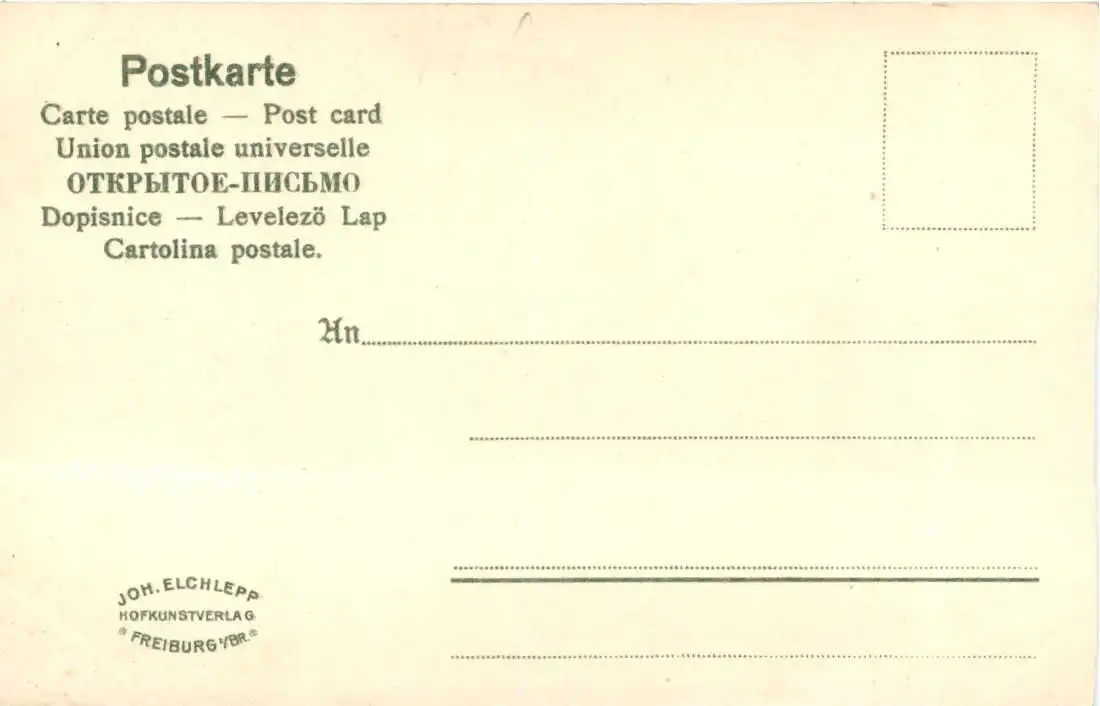 Postkarte
Carte postale — Post card
Union postale universelle
ОТКРЫТОЕ-ПИСЬМО
Dopisnice — Levelezö Lap
Cartolina postale.
An
JOH. ELCHLEPP
HOFKUNSTVERLAG
FREIBURG i/BR.